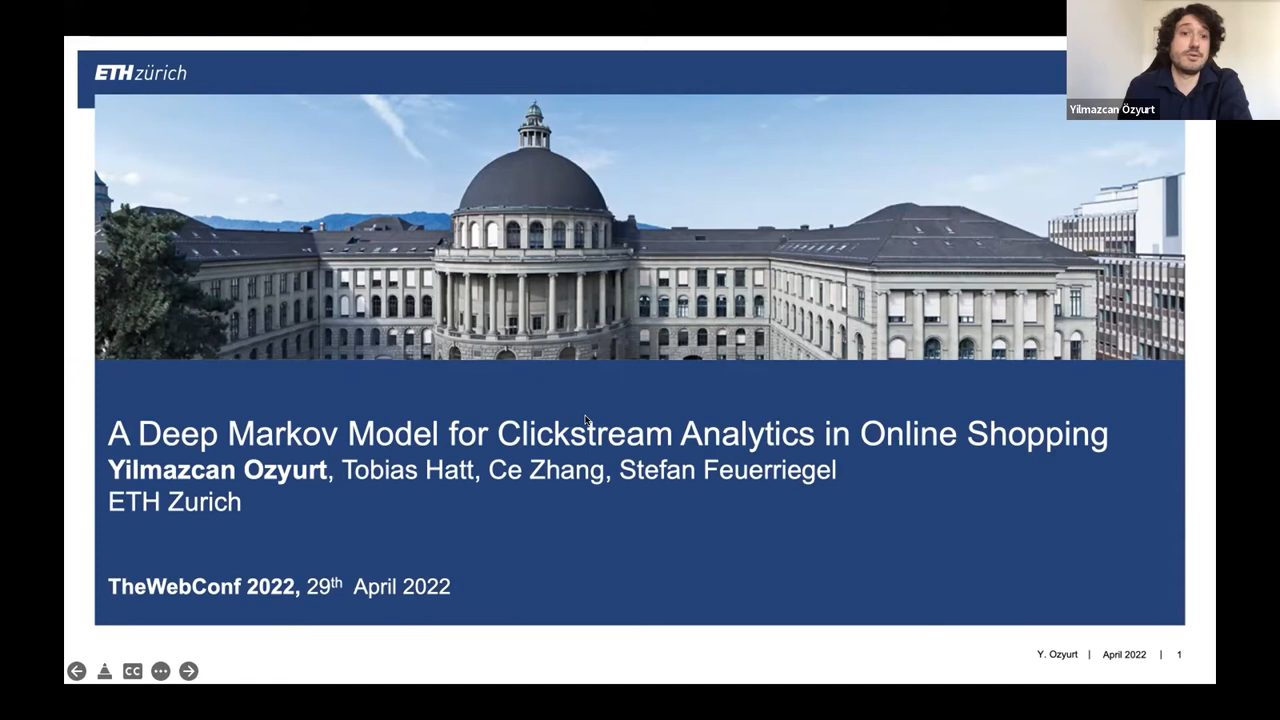 ETH zürich
Yilmazcan Özyurt
A Deep Markov Model for Clickstream Analytics in Online Shopping
Yilmazcan Ozyurt, Tobias Hatt, Ce Zhang, Stefan Feuerriegel
ETH Zurich
TheWebConf 2022, 29th April 2022
Y. Ozyurt | April 2022 | 1
CC